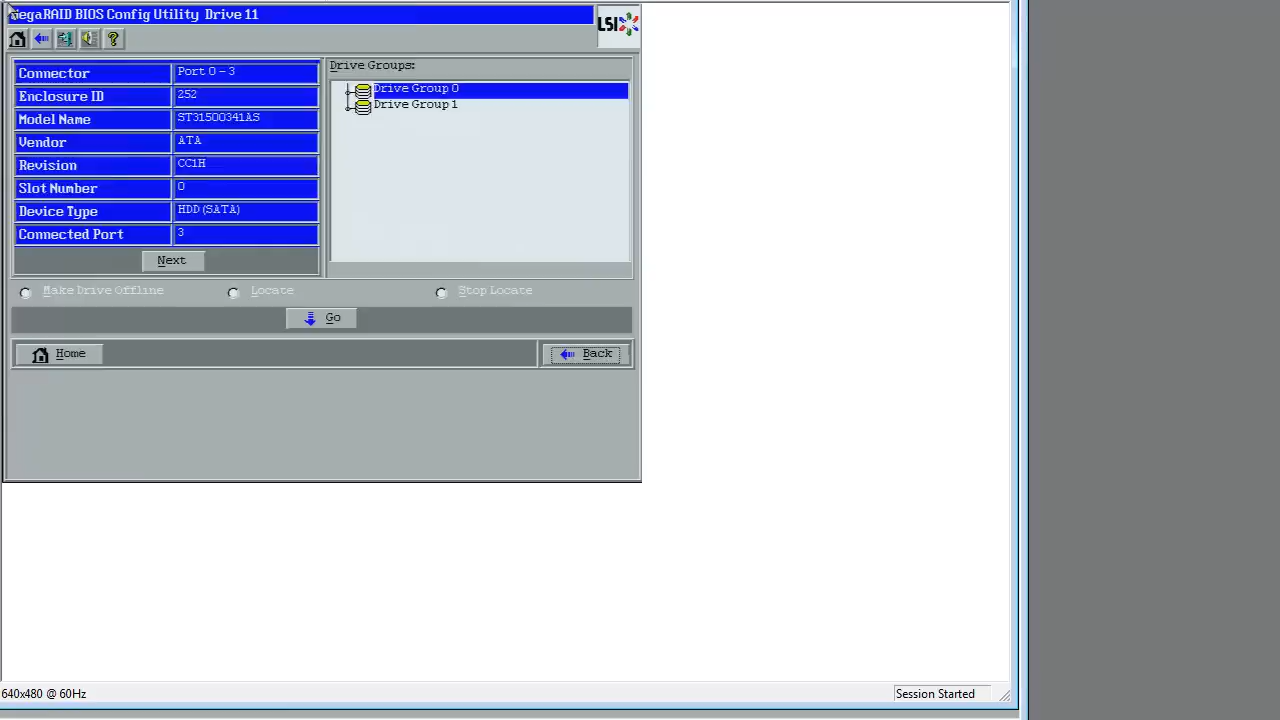 MegaRAID BIOS Config Utility Drive 11
LSI
Connector Port 0 - 3
Enclosure ID 252
Model Name ST31500341AS
Vendor ATA
Revision CC1H
Slot Number 0
Device Type HDD (SATA)
Connected Port 3
Next
Drive Groups:
Drive Group 0
Drive Group 1
Make Drive Offline Locate Stop Locate
Go
Home Back
640x480 @ 60Hz Session Started